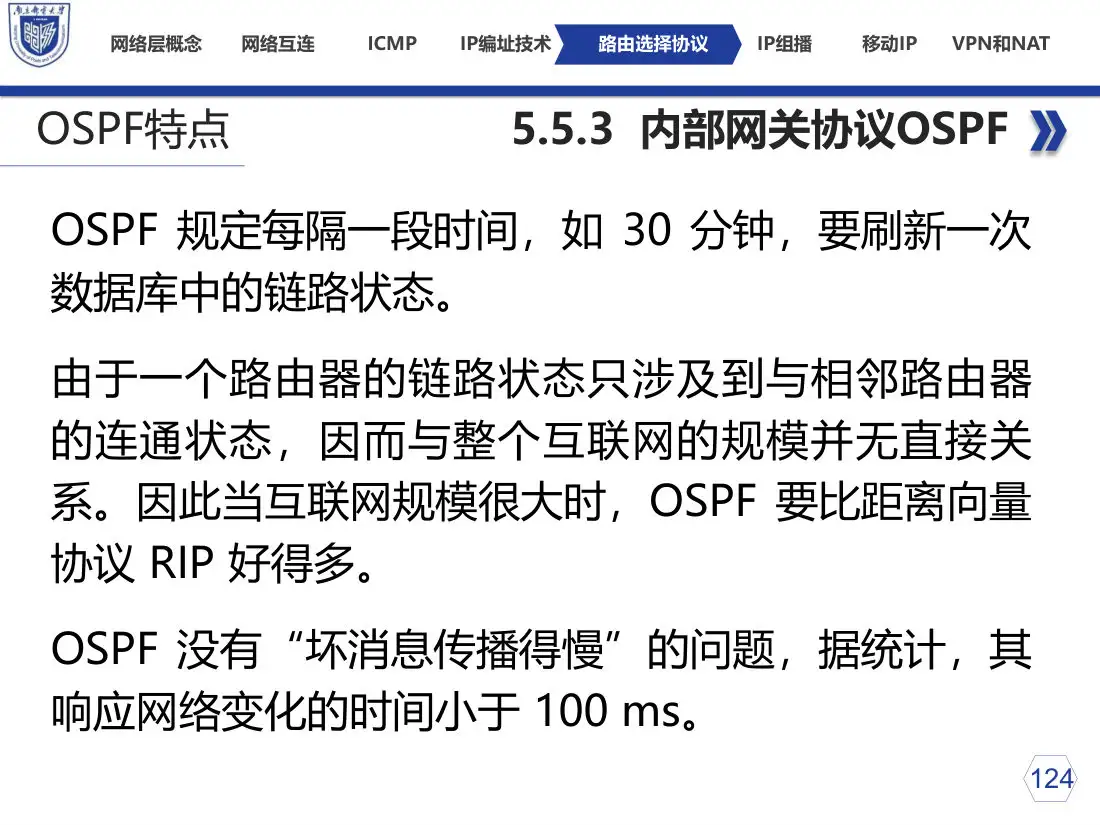 网络层概念 网络互连 ICMP IP编址技术 路由选择协议 IP组播 移动IP VPN和NAT
OSPF特点
5.5.3 内部网关协议OSPF
OSPF 规定每隔一段时间，如 30 分钟，要刷新一次
数据库中的链路状态。
由于一个路由器的链路状态只涉及到与相邻路由器
的连通状态，因而与整个互联网的规模并无直接关
系。因此当互联网规模很大时，OSPF 要比距离向量
协议 RIP 好得多。
OSPF 没有“坏消息传播得慢”的问题，据统计，其
响应网络变化的时间小于 100 ms。
124